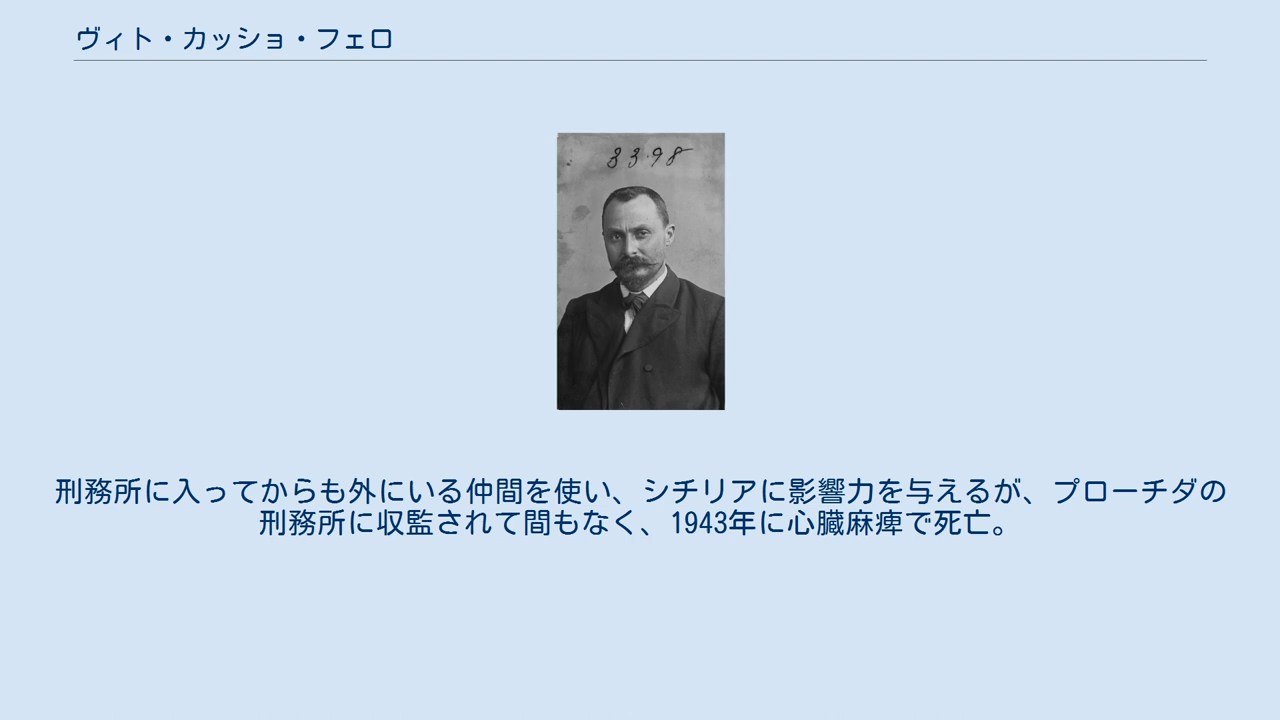 ヴィト・カッショ・フェロ
3398
刑務所に入ってからも外にいる仲間を使い、シチリアに影響力を与えるが、プローチダの
刑務所に収監されて間もなく、1943年に心臓麻痺で死亡。